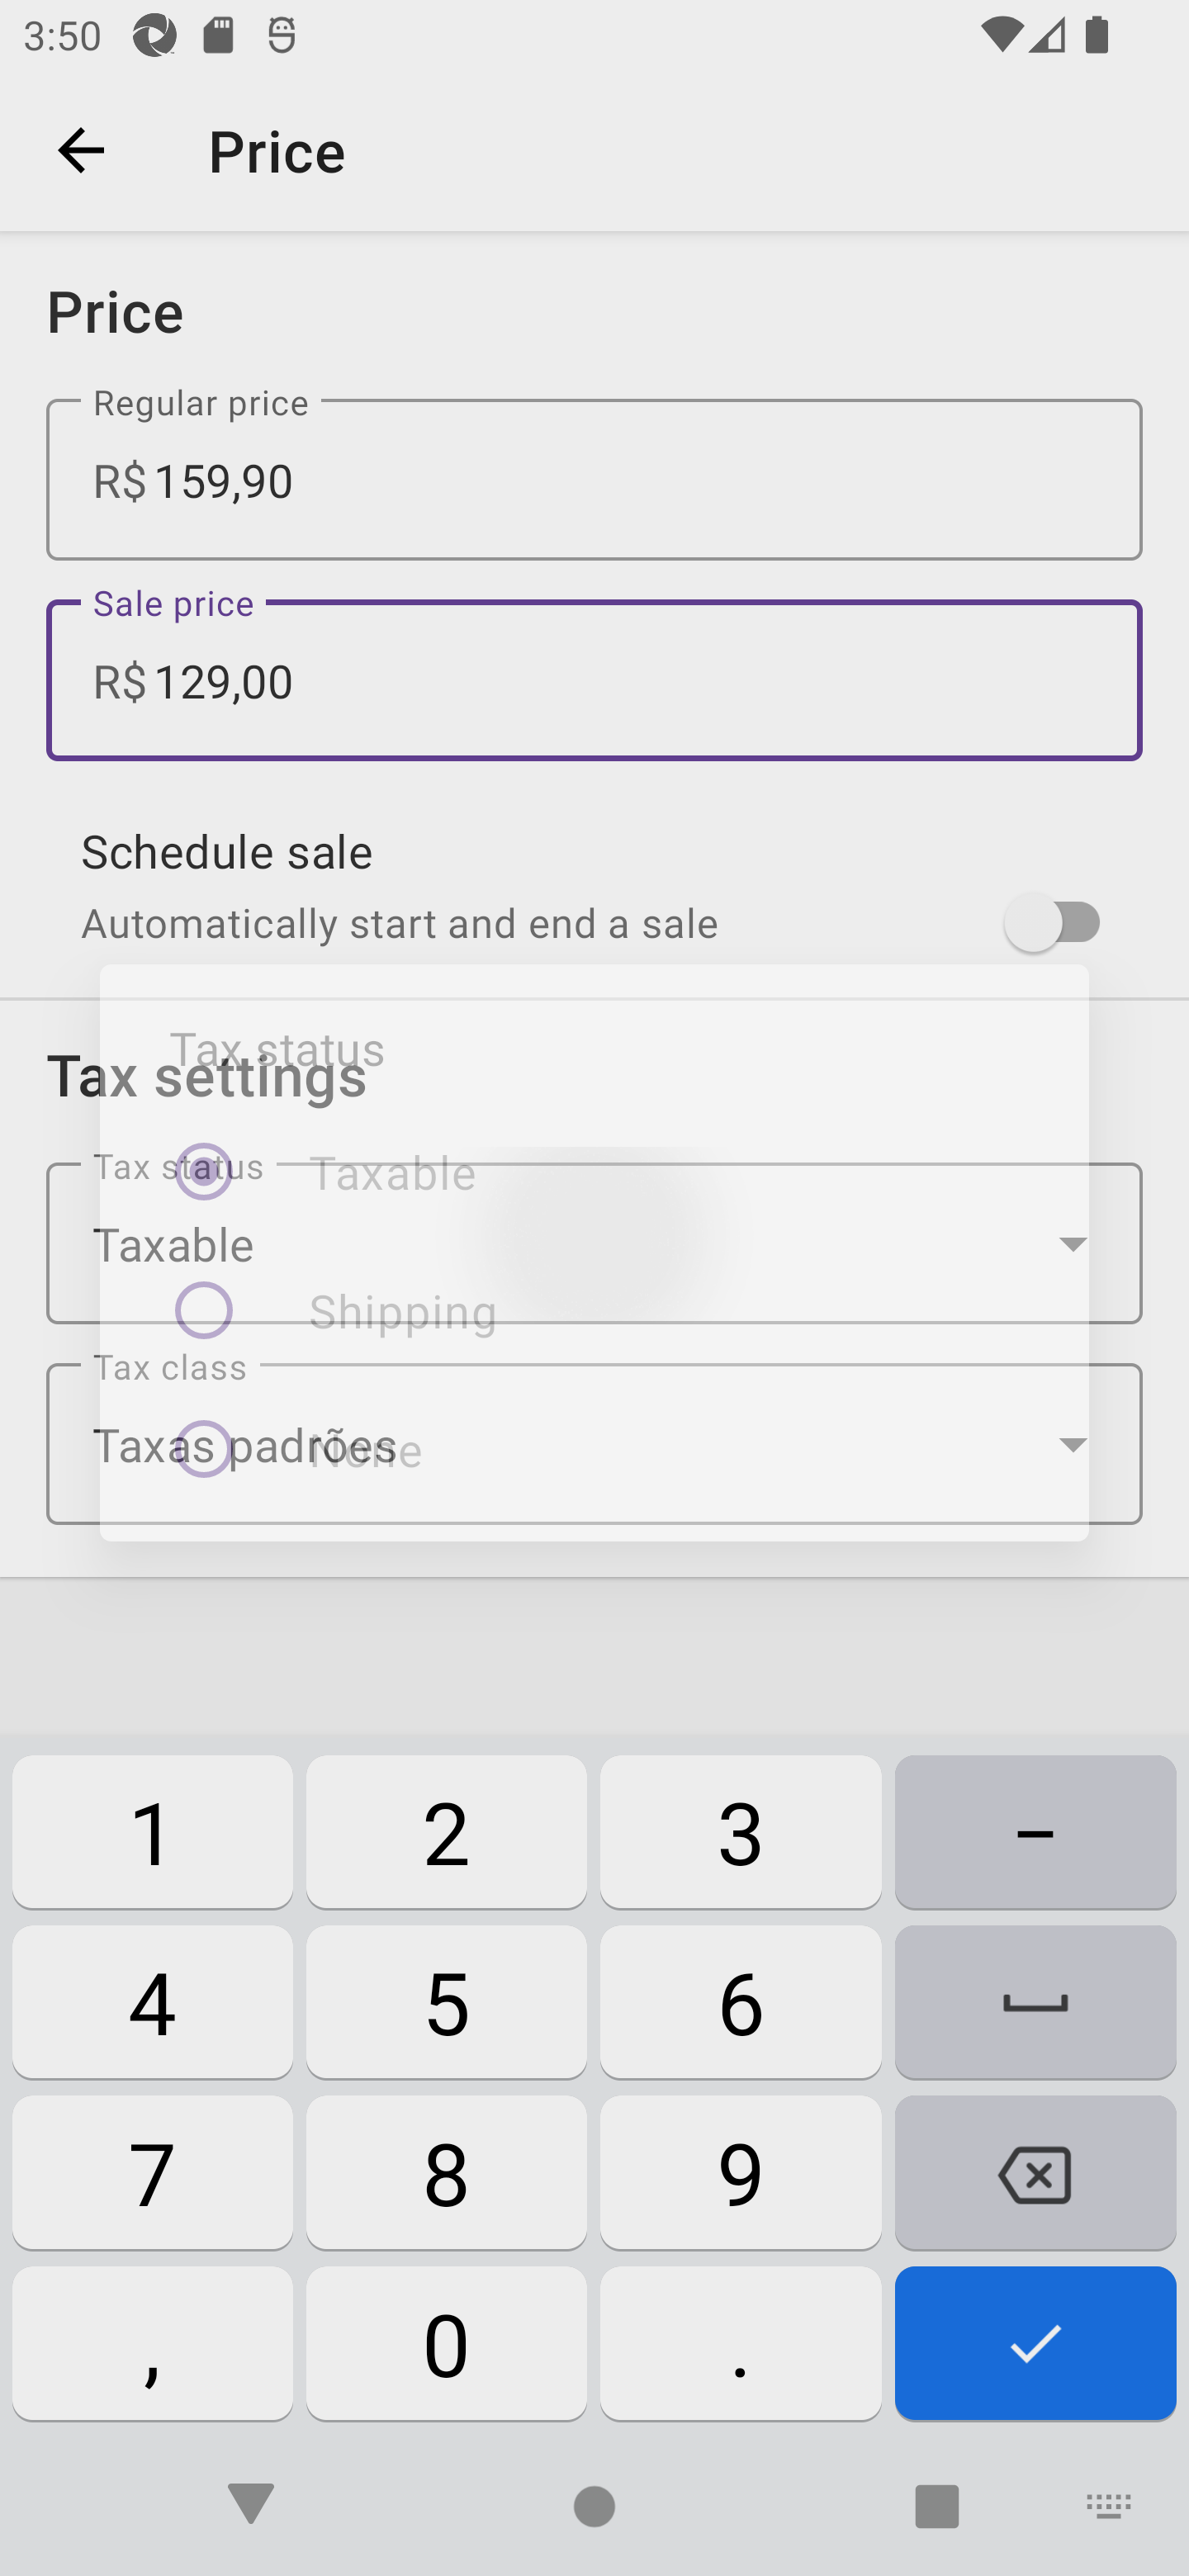 3:50
Price
Price
Regular price
R$ 159,90
Sale price
R$ 129,00
Schedule sale
Automatically start and end a sale
Tax status
Tax settings
Tax status
Taxable
Taxable
Shipping
Tax class
Taxas padrões
None
1 2 3 –
4 5 6
7 8 9
, 0 .